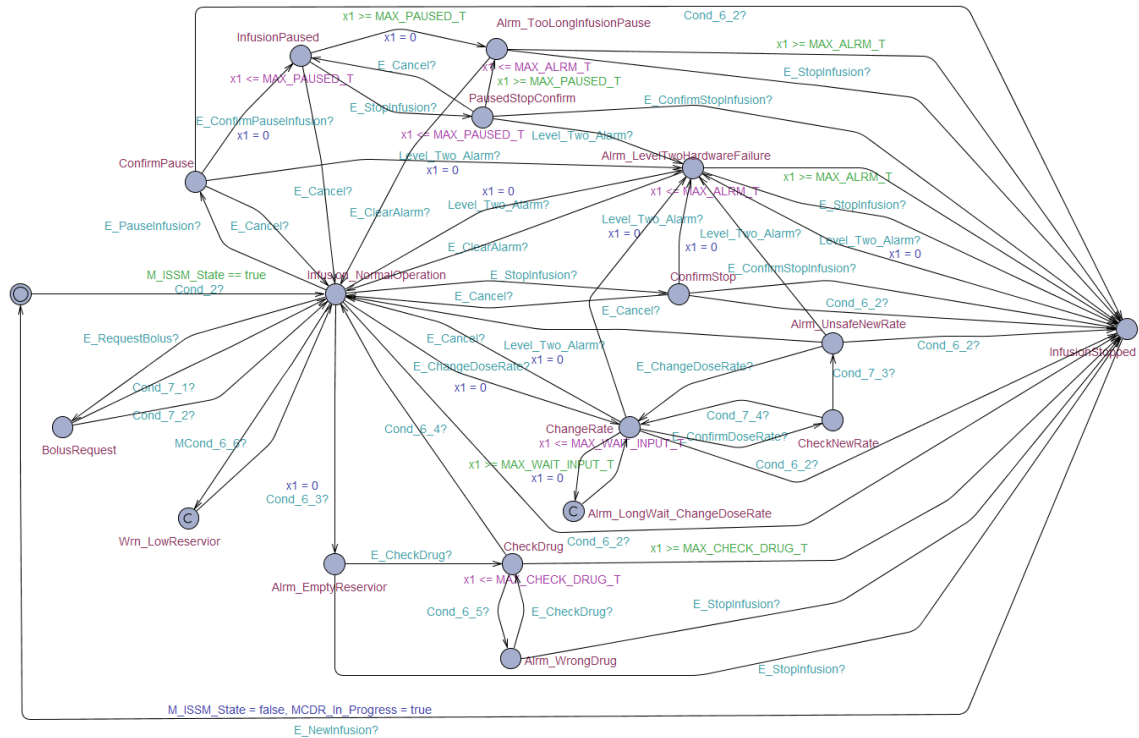 Cond_6_2?
x1 >= MAX_PAUSED_T
Alrm_TooLongInfusionPause
InfusionPaused
x1 = 0
x1 >= MAX_ALRM_T
E_Cancel?
x1 <= MAX_ALRM_T
x1 <= MAX_PAUSED_T
x1 >= MAX_PAUSED_T
E_StopInfusion?
PausedStopConfirm
E_StopInfusion?
E_ConfirmStopInfusion?
E_ConfirmPauseInfusion?
x1 = 0
x1 <= MAX_PAUSED_T
Level_Two_Alarm?
ConfirmPause
Level_Two_Alarm?
x1 = 0
Alrm_LevelTwoHardwareFailure
x1 >= MAX_ALRM_T
E_Cancel?
x1 = 0
x1 <= MAX_ALRM_T
Level_Two_Alarm?
E_StopInfusion?
E_PauseInfusion?
E_Cancel?
E_ClearAlarm?
Level_Two_Alarm?
x1 = 0
Level_Two_Alarm?
Level_Two_Alarm?
x1 = 0
E_ClearAlarm?
x1 = 0
M_ISSM_State == true
Cond_2?
Infusion_NormalOperation
E_StopInfusion?
ConfirmStop
E_ConfirmStopInfusion?
E_Cancel?
E_Cancel?
Cond_6_2?
Alrm_UnsafeNewRate
E_RequestBolus?
E_Cancel?
Level_Two_Alarm?
x1 = 0
Cond_6_2?
InfusionStopped
E_ChangeDoseRate?
x1 = 0
E_ChangeDoseRate?
Cond_7_3?
Cond_7_1?
Cond_7_2?
Cond_7_4?
BolusRequest
MCond_6_6?
Cond_6_4?
ChangeRate
E_ConfirmDoseRate?
CheckNewRate
x1 <= MAX_WAIT_INPUT_T
x1 >= MAX_WAIT_INPUT_T
x1 = 0
Cond_6_2?
x1 = 0
Cond_6_3?
C
C
Alrm_LongWait_ChangeDoseRate
Wrn_LowReservior
Cond_6_2?
CheckDrug
x1 >= MAX_CHECK_DRUG_T
E_CheckDrug?
Alrm_EmptyReservior
x1 <= MAX_CHECK_DRUG_T
Cond_6_5?
E_CheckDrug?
E_StopInfusion?
Alrm_WrongDrug
E_StopInfusion?
M_ISSM_State = false, MCDR_In_Progress = true
E_NewInfusion?